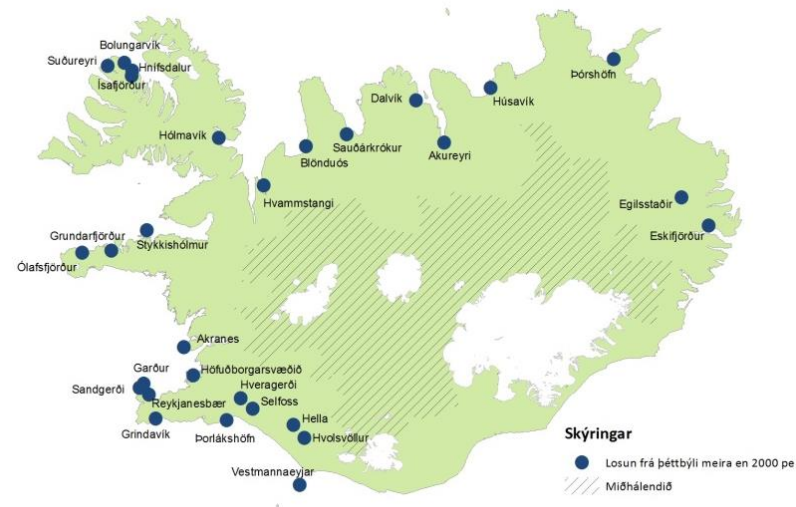 Bolungarvík
Suðureyri
Hnífsdalur
Ísafjörður
Þórshöfn
Dalvík
Húsavík
Hólmavík
Sauðárkrókur
Akureyri
Blönduós
Hvammstangi
Egilsstaðir
Eskifjörður
Grundarfjörður
Stykkishólmur
Ólafsfjörður
Akranes
Garður
Höfuðborgarsvæðið
Sandgerði
Hveragerði
Reykjanesbær
Selfoss
Grindavík
Hella
Þorlákshöfn
Hvolsvöllur
Vestmannaeyjar
Skýringar
Losun frá þéttbýli meira en 2000 pe
Miðhálendið